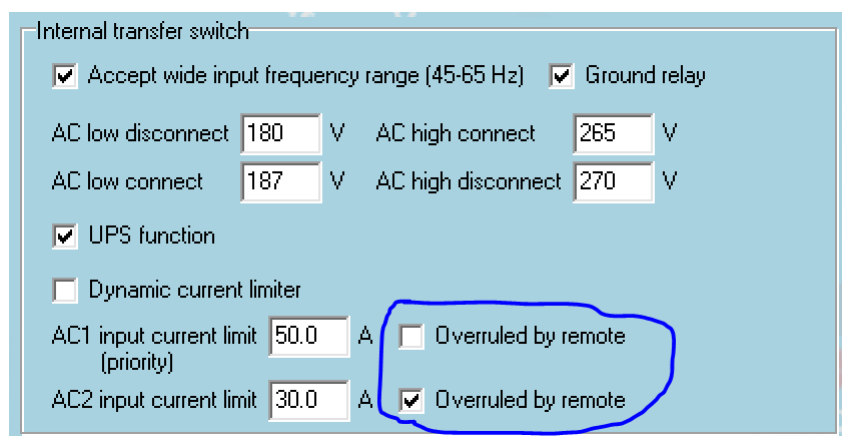 Internal transfer switch
Accept wide input frequency range (45-65 Hz) Ground relay
AC low disconnect 180 V AC high connect 265 V
AC low connect 187 V AC high disconnect 270 V
UPS function
Dynamic current limiter
AC1 input current limit 50.0 A Overruled by remote
(priority)
AC2 input current limit 30.0 A Overruled by remote